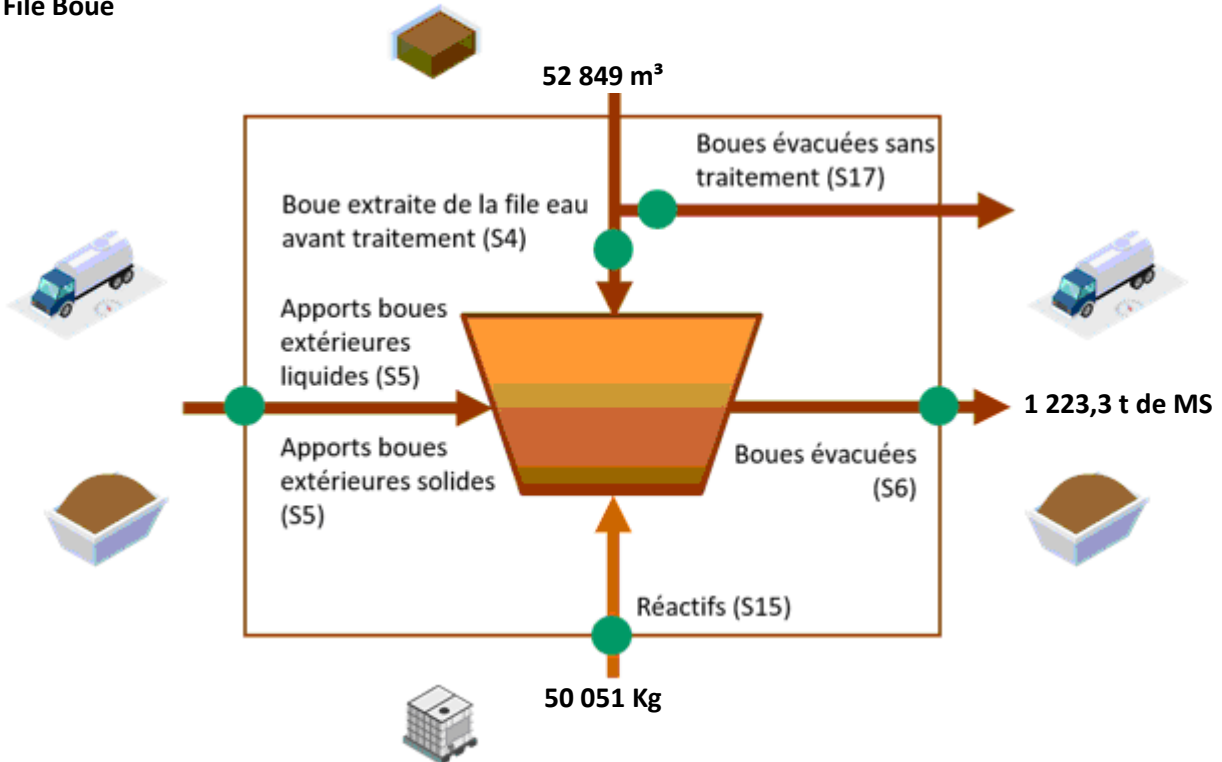 File Boue
52 849 m³
Boues évacuées sans
traitement (S17)
Boue extraite de la file eau
avant traitement (S4)
Apports boues
extérieures
liquides (S5)
1 223,3 t de MS
Apports boues
extérieures solides
(S5)
Boues évacuées
(S6)
Réactifs (S15)
50 051 Kg